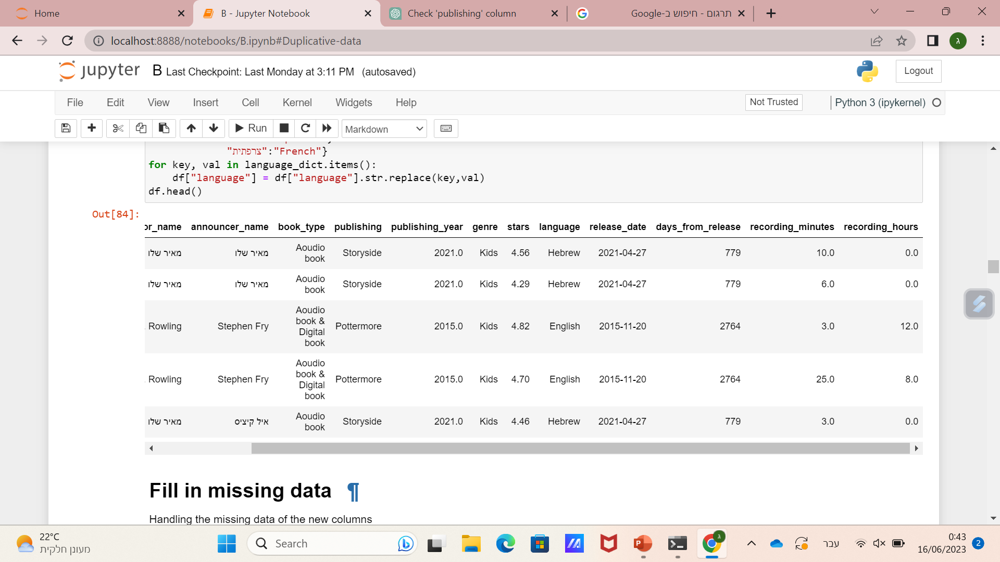 Home
B - Jupyter Notebook
Check 'publishing' column
תרגום - חיפוש ב-Google
localhost:8888/notebooks/B.ipynb#Duplicative-data
ג
jupyter B Last Checkpoint: Last Monday at 3:11 PM (autosaved)
Logout
File Edit View Insert Cell Kernel Widgets Help
Not Trusted
Python 3 (ipykernel)
Run
Markdown
"צרפתית":"French"}
for key, val in language_dict.items():
df["language"] = df["language"].str.replace(key,val)
df.head()
Out[84]:
or_name announcer_name book_type publishing publishing_year genre stars language release_date days_from_release recording_minutes recording_hours
מאיר שלו מאיר שלו Aoudio book Storyside 2021.0 Kids 4.56 Hebrew 2021-04-27 779 10.0 0.0
מאיר שלו מאיר שלו Aoudio book Storyside 2021.0 Kids 4.29 Hebrew 2021-04-27 779 6.0 0.0
. Rowling Stephen Fry Aoudio book & Digital book Pottermore 2015.0 Kids 4.82 English 2015-11-20 2764 3.0 12.0
. Rowling Stephen Fry Aoudio book & Digital book Pottermore 2015.0 Kids 4.70 English 2015-11-20 2764 25.0 8.0
מאיר שלו איל קיציס Aoudio book Storyside 2021.0 Kids 4.46 Hebrew 2021-04-27 779 3.0 0.0
Fill in missing data ¶
Handling the missing data of the new columns
22°C
מעונן חלקית
Search
עבר
0:43
16/06/2023
2